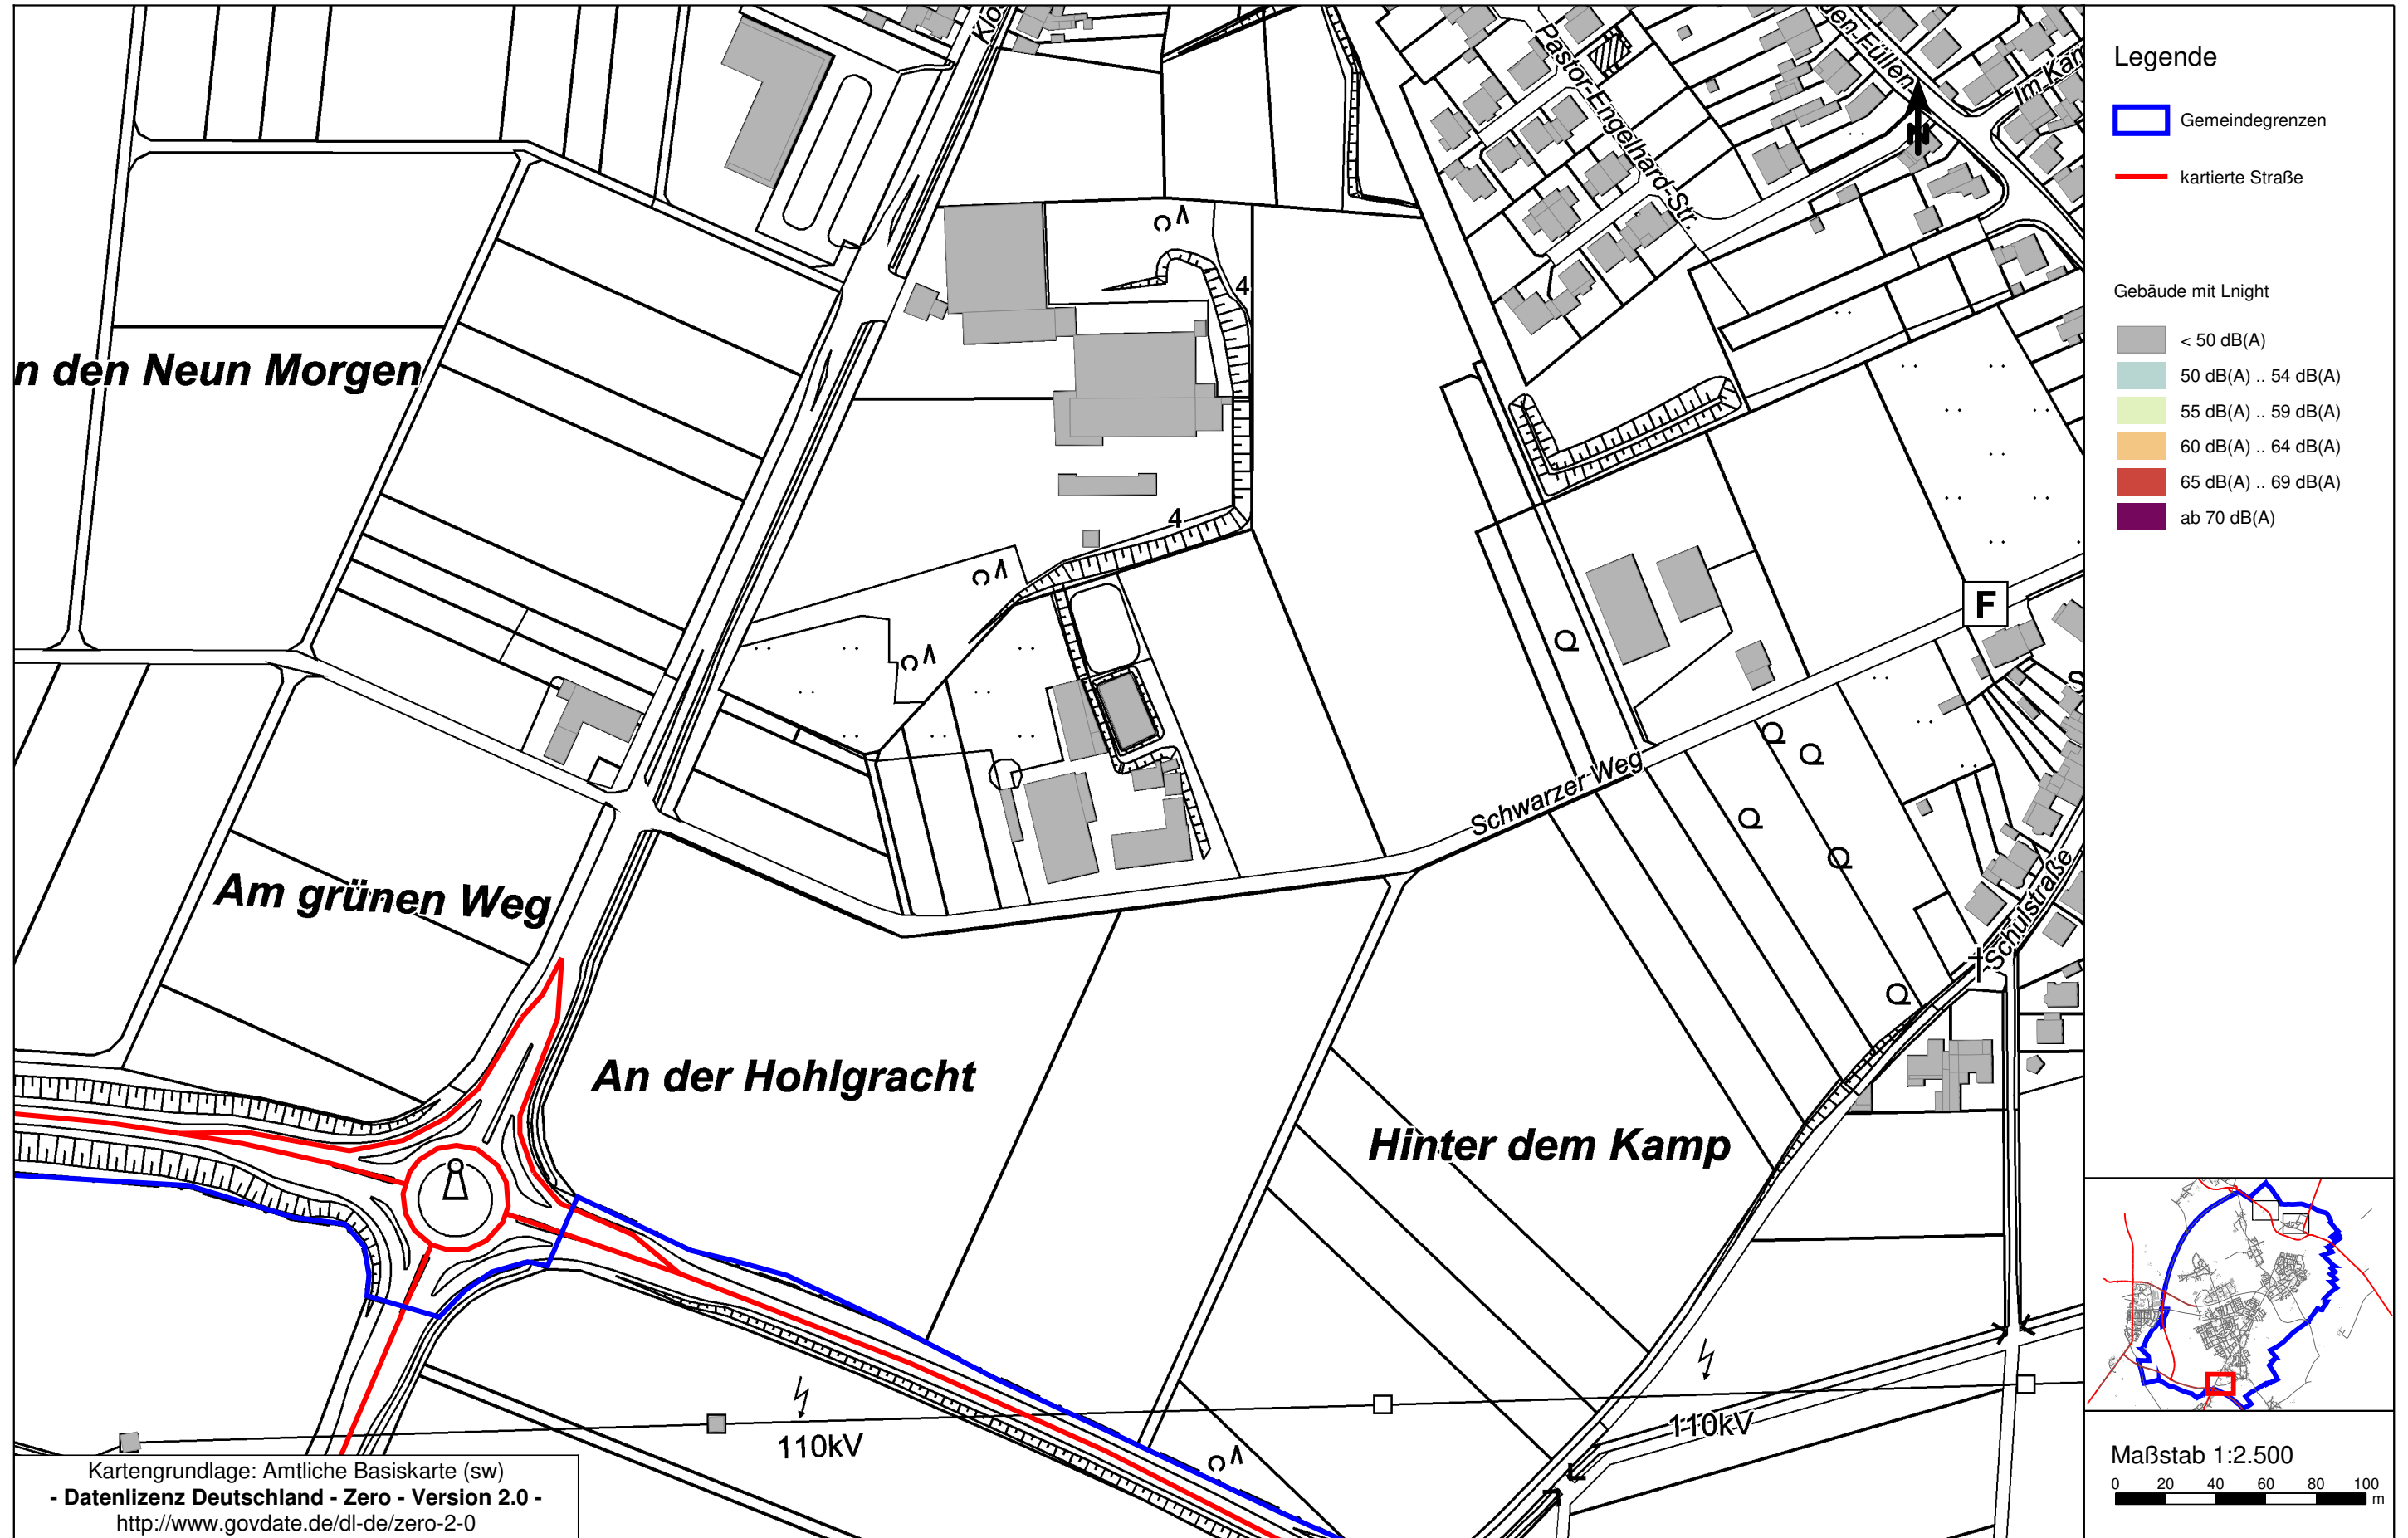 Pastor-Engelhard-Str.
4
n den Neun Morgen
4
F
Schwarzer-Weg
Schulstraße
Am grünen Weg
An der Hohlgracht
Hinter dem Kamp
110kV
110kV
Kartengrundlage: Amtliche Basiskarte (sw)
- Datenlizenz Deutschland - Zero - Version 2.0 -
http://www.govdate.de/dl-de/zero-2-0
Legende
Gemeindegrenzen
kartierte Straße
Gebäude mit Lnight
< 50 dB(A)
50 dB(A) .. 54 dB(A)
55 dB(A) .. 59 dB(A)
60 dB(A) .. 64 dB(A)
65 dB(A) .. 69 dB(A)
ab 70 dB(A)
N
Maßstab 1:2.500
0 20 40 60 80 100
m